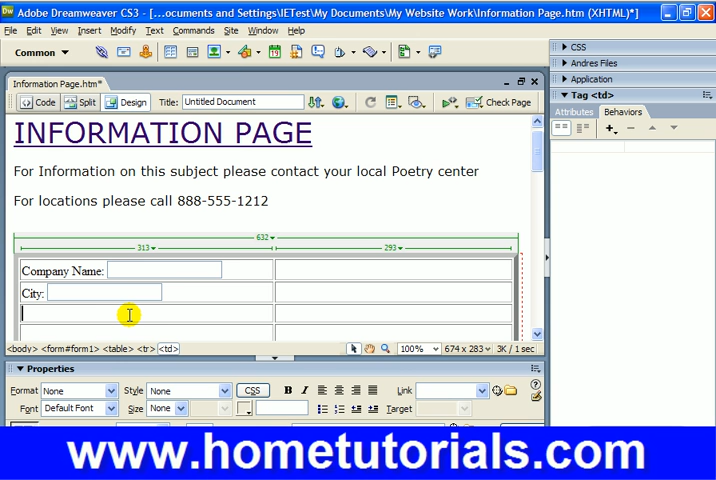 Adobe Dreamweaver CS3 - [...ocuments and Settings\IETest\My Documents\My Website Work\Information Page.htm (XHTML)*]
File Edit View Insert Modify Text Commands Site Window Help
Common
CSS
Andres Files
Application
Tag <td>
Attributes Behaviors
Information Page.htm*
Code Split Design Title: Untitled Document Check Page
INFORMATION PAGE
For Information on this subject please contact your local Poetry center
For locations please call 888-555-1212
632
313 293
Company Name:
City:
<body> <form#form1> <table> <tr> <td> 100% 674 x 283 3K / 1 sec
Properties
Format None Style None CSS B I Link
Font Default Font Size None Target
www.hometutorials.com